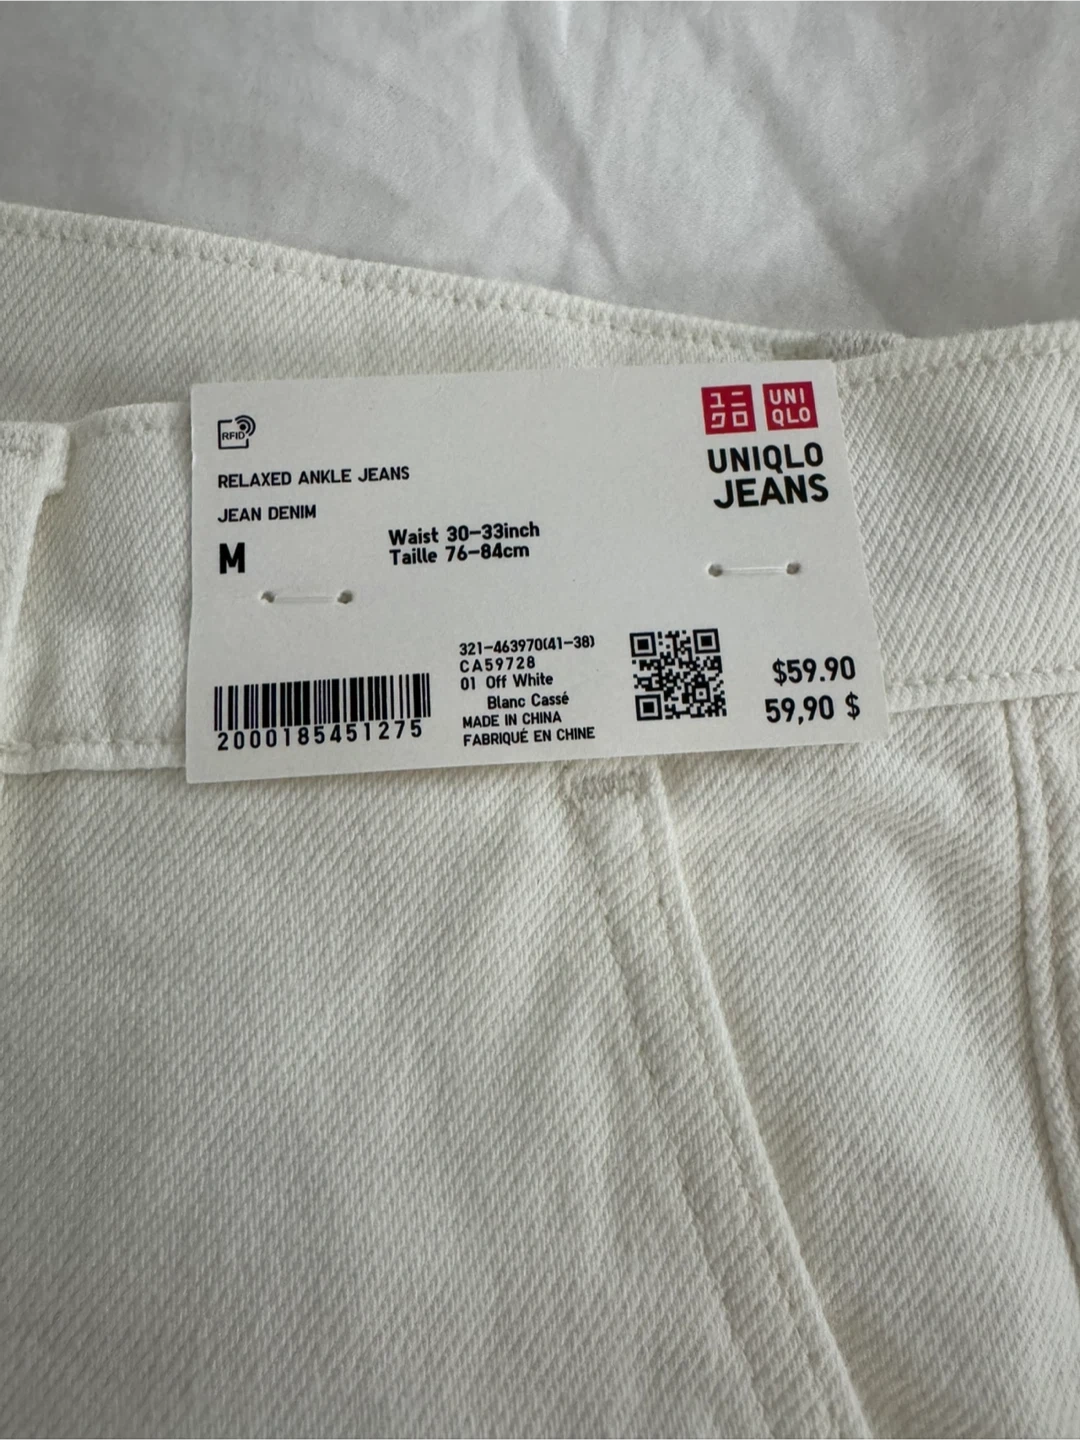 RFID
ユニ
クロ
UNI
QLO
UNIQLO
JEANS
RELAXED ANKLE JEANS
JEAN DENIM
M
Waist 30–33inch
Taille 76–84cm
321–463970(41–38)
CA59728
01 Off White
Blanc Cassé
MADE IN CHINA
FABRIQUÉ EN CHINE
2000185451275
$59.90
59,90 $